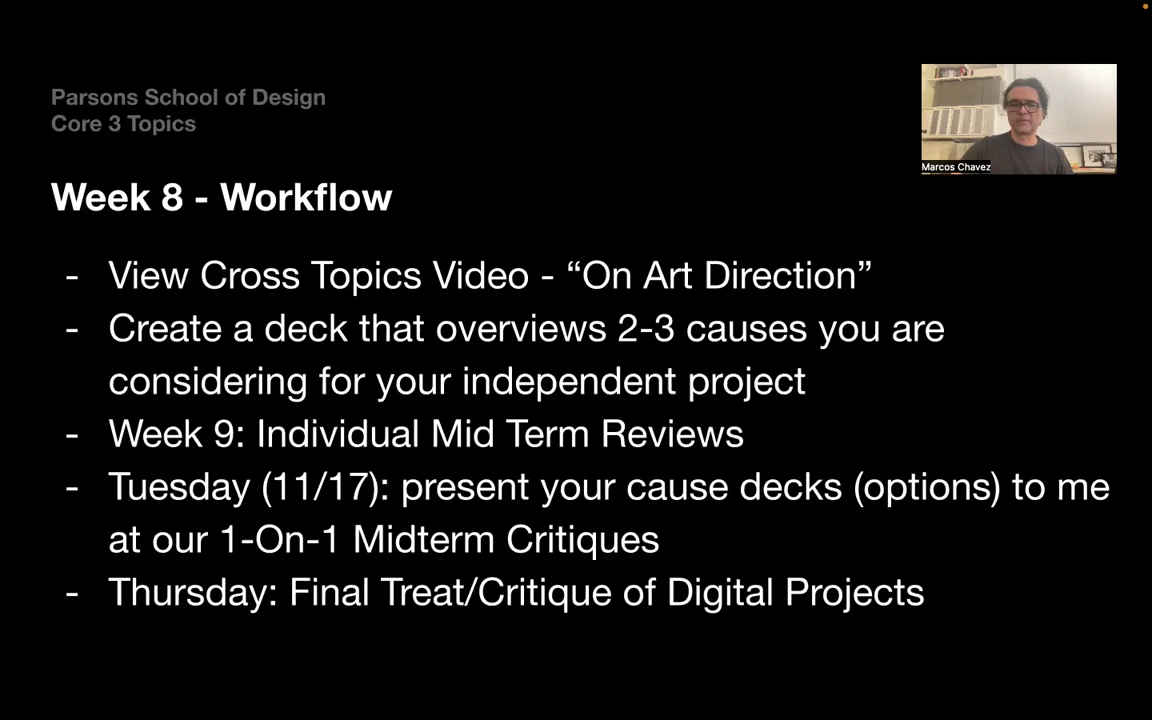 Parsons School of Design
Core 3 Topics
Marcos Chavez
Week 8 - Workflow
- View Cross Topics Video - “On Art Direction”
- Create a deck that overviews 2-3 causes you are
considering for your independent project
- Week 9: Individual Mid Term Reviews
- Tuesday (11/17): present your cause decks (options) to me
at our 1-On-1 Midterm Critiques
- Thursday: Final Treat/Critique of Digital Projects